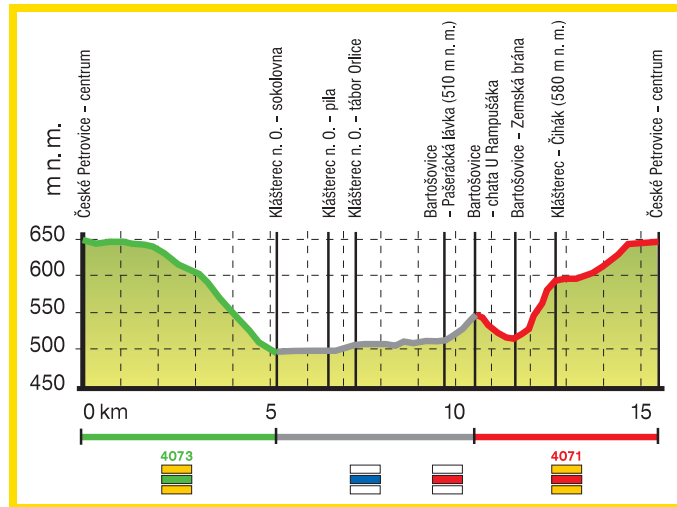 m n. m.
České Petrovice – centrum
Klášterec n. O. – sokolovna
Klášterec n. O. – pila
Klášterec n. O. – tábor Orlice
Bartošovice
– Pašerácká lávka (510 m n. m.)
Bartošovice
– chata U Rampušáka
Bartošovice – Zemská brána
Klášterec – Čihák (580 m n. m.)
České Petrovice – centrum
650
600
550
500
450
0 km
5
10
15
4073
4071